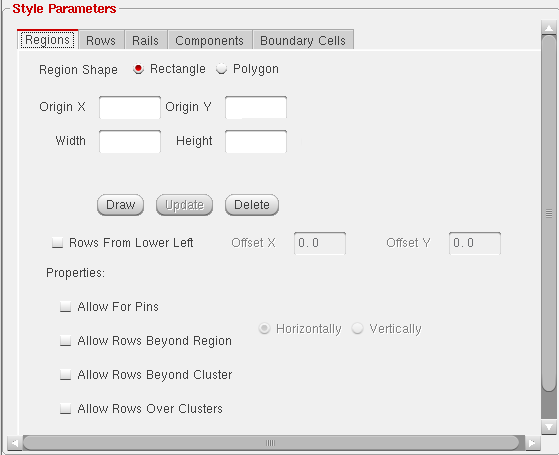 Style Parameters
Regions Rows Rails Components Boundary Cells
Region Shape Rectangle Polygon
Origin X Origin Y
Width Height
Draw Update Delete
Rows From Lower Left Offset X 0.0 Offset Y 0.0
Properties:
Allow For Pins
Horizontally Vertically
Allow Rows Beyond Region
Allow Rows Beyond Cluster
Allow Rows Over Clusters